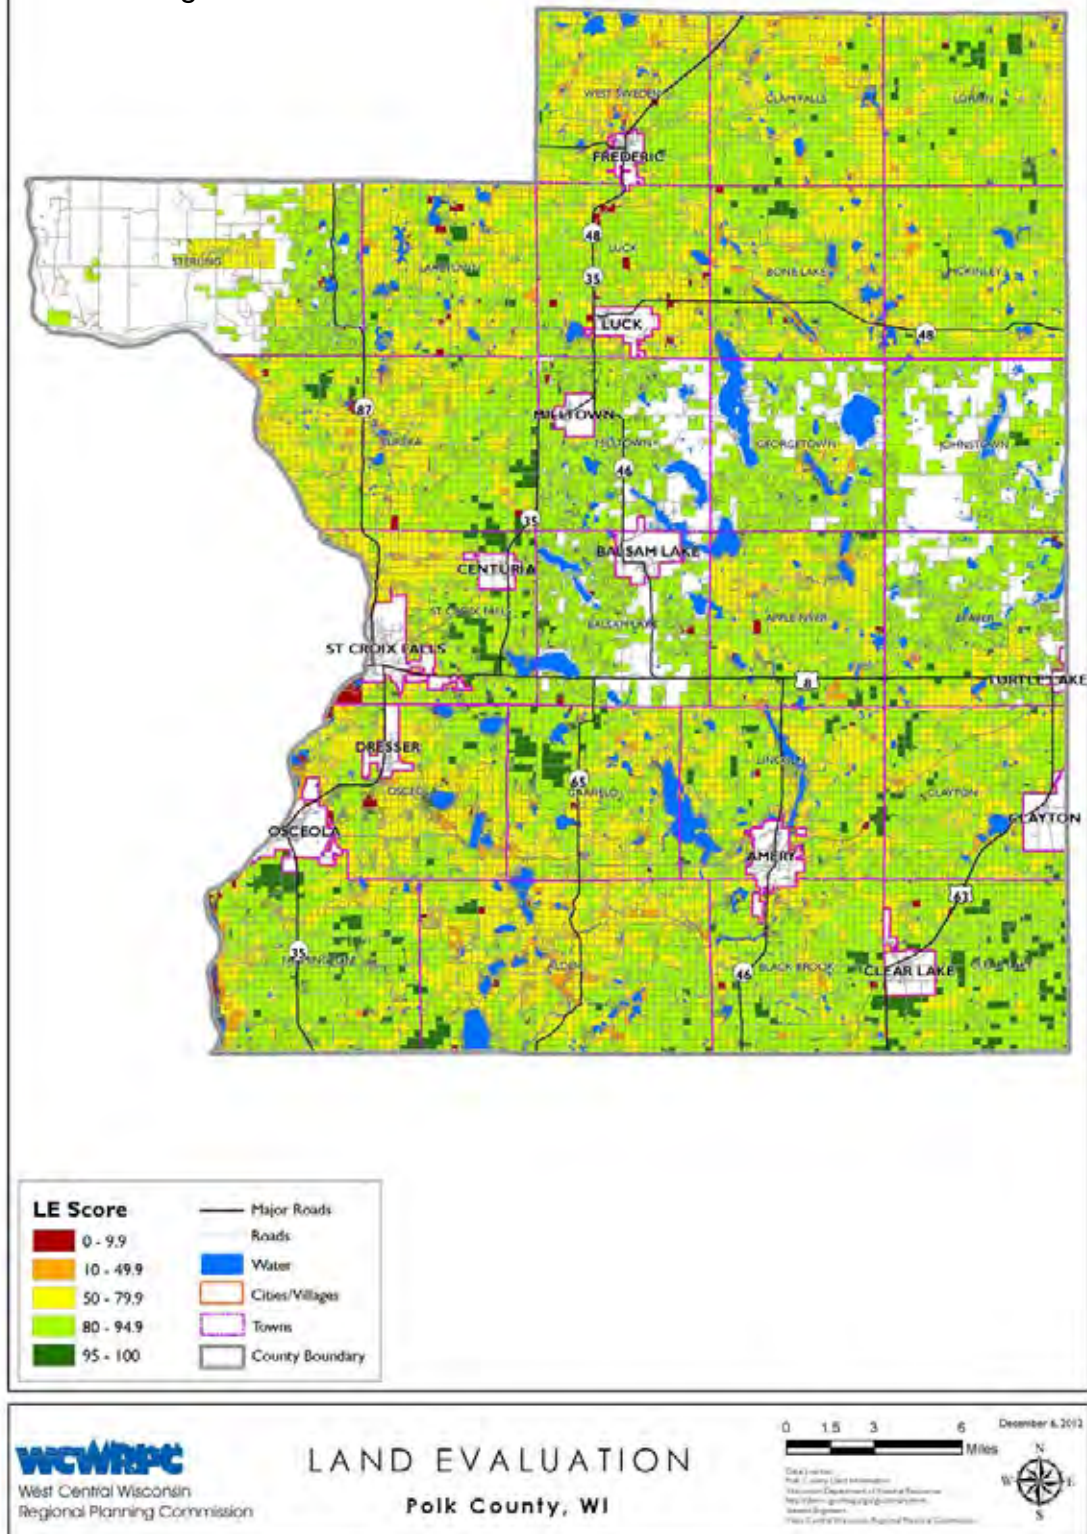 WEST SWEDEN
CLAM FALLS
LORAIN
FREDERIC
STERLING
LAKETOWN
48
LUCK
BONE LAKE
MCKINLEY
35
LUCK
48
87
MILLTOWN
EUREKA
MILLTOWN
GEORGETOWN
JOHNSTOWN
46
35
BALSAM LAKE
CENTURIA
ST CROIX FALLS
BALSAM LAKE
APPLE RIVER
BEAVER
ST CROIX FALLS
8
TURTLE LAKE
DRESSER
LINCOLN
65
OSCEOLA
GARFIELD
CLAYTON
CLAYTON
OSCEOLA
AMERY
63
35
FARMINGTON
ALDEN
46
BLACK BROOK
CLEAR LAKE
CLEAR LAKE
LE Score
0 - 9.9
10 - 49.9
50 - 79.9
80 - 94.9
95 - 100
Major Roads
Roads
Water
Cities/Villages
Towns
County Boundary
WCWRPC
West Central Wisconsin
Regional Planning Commission
LAND EVALUATION
Polk County, WI
0 1.5 3 6
Miles
December 6, 2012
N
W E
S